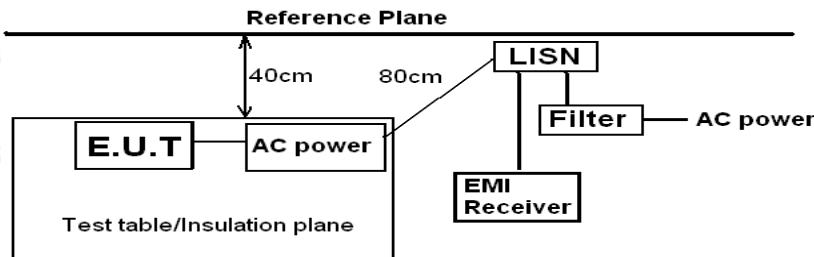 Reference Plane
LISN
40cm
80cm
Filter
AC power
E.U.T
AC power
EMI
Receiver
Test table/Insulation plane